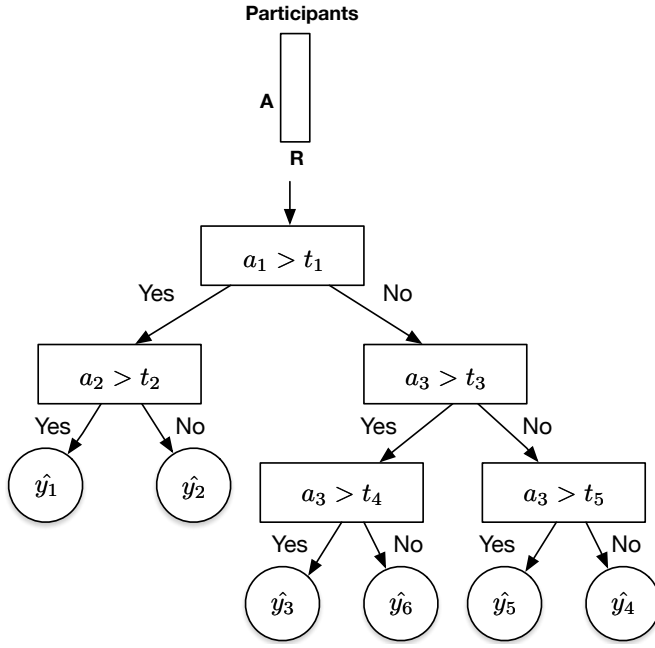 Participants
A
R
a₁ > t₁
Yes
No
a₂ > t₂
a₃ > t₃
Yes
No
Yes
No
ŷ₁
ŷ₂
a₃ > t₄
a₃ > t₅
Yes
No
Yes
No
ŷ₃
ŷ₆
ŷ₅
ŷ₄